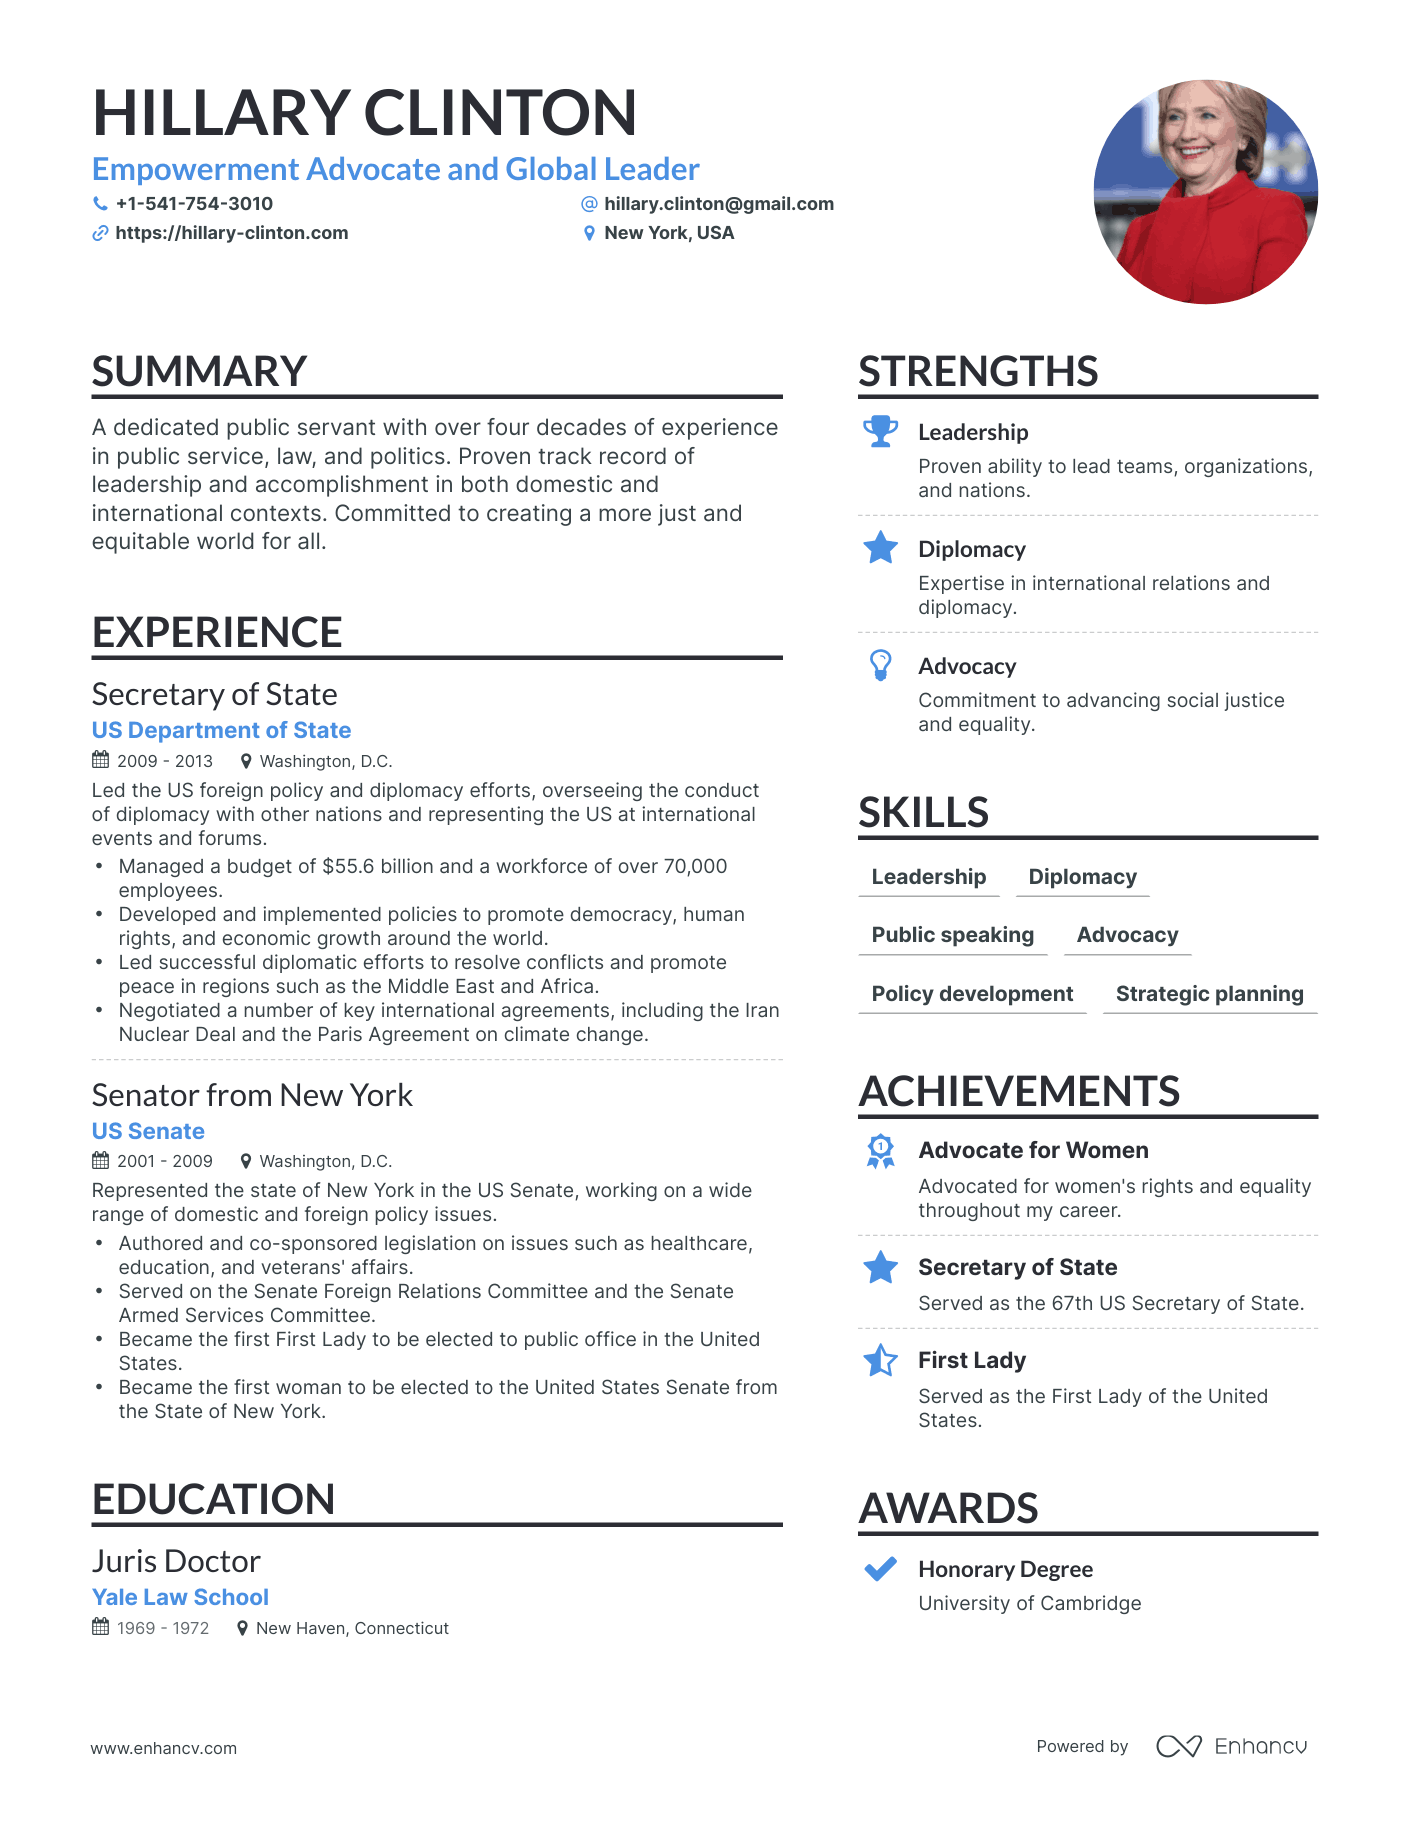 HILLARY CLINTON
Empowerment Advocate and Global Leader
+1-541-754-3010
hillary.clinton@gmail.com
https://hillary-clinton.com
New York, USA
SUMMARY
A dedicated public servant with over four decades of experience
in public service, law, and politics. Proven track record of
leadership and accomplishment in both domestic and
international contexts. Committed to creating a more just and
equitable world for all.
EXPERIENCE
Secretary of State
US Department of State
2009 - 2013 Washington, D.C.
Led the US foreign policy and diplomacy efforts, overseeing the conduct
of diplomacy with other nations and representing the US at international
events and forums.
• Managed a budget of $55.6 billion and a workforce of over 70,000
employees.
• Developed and implemented policies to promote democracy, human
rights, and economic growth around the world.
• Led successful diplomatic efforts to resolve conflicts and promote
peace in regions such as the Middle East and Africa.
• Negotiated a number of key international agreements, including the Iran
Nuclear Deal and the Paris Agreement on climate change.
Senator from New York
US Senate
2001 - 2009 Washington, D.C.
Represented the state of New York in the US Senate, working on a wide
range of domestic and foreign policy issues.
• Authored and co-sponsored legislation on issues such as healthcare,
education, and veterans' affairs.
• Served on the Senate Foreign Relations Committee and the Senate
Armed Services Committee.
• Became the first First Lady to be elected to public office in the United
States.
• Became the first woman to be elected to the United States Senate from
the State of New York.
EDUCATION
Juris Doctor
Yale Law School
1969 - 1972 New Haven, Connecticut
STRENGTHS
Leadership
Proven ability to lead teams, organizations,
and nations.
Diplomacy
Expertise in international relations and
diplomacy.
Advocacy
Commitment to advancing social justice
and equality.
SKILLS
Leadership Diplomacy
Public speaking Advocacy
Policy development Strategic planning
ACHIEVEMENTS
1
Advocate for Women
Advocated for women's rights and equality
throughout my career.
Secretary of State
Served as the 67th US Secretary of State.
First Lady
Served as the First Lady of the United
States.
AWARDS
Honorary Degree
University of Cambridge
www.enhancv.com
Powered by Enhancv